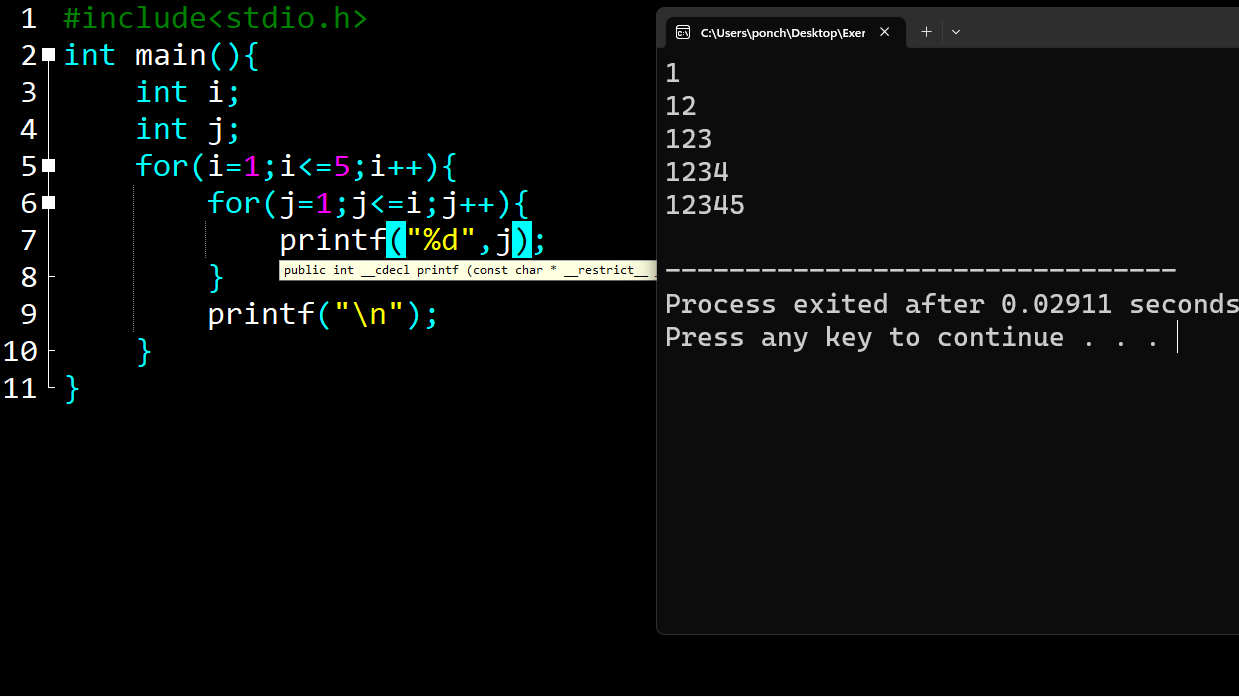 1 #include<stdio.h>
2 int main(){
3 int i;
4 int j;
5 for(i=1;i<=5;i++){
6 for(j=1;j<=i;j++){
7 printf("%d",j);
public int __cdecl printf (const char * __restrict__
8 }
9 printf("\n");
10 }
11 }
C:\Users\ponch\Desktop\Exer
1
12
123
1234
12345
--------------------------------
Process exited after 0.02911 seconds
Press any key to continue . . .